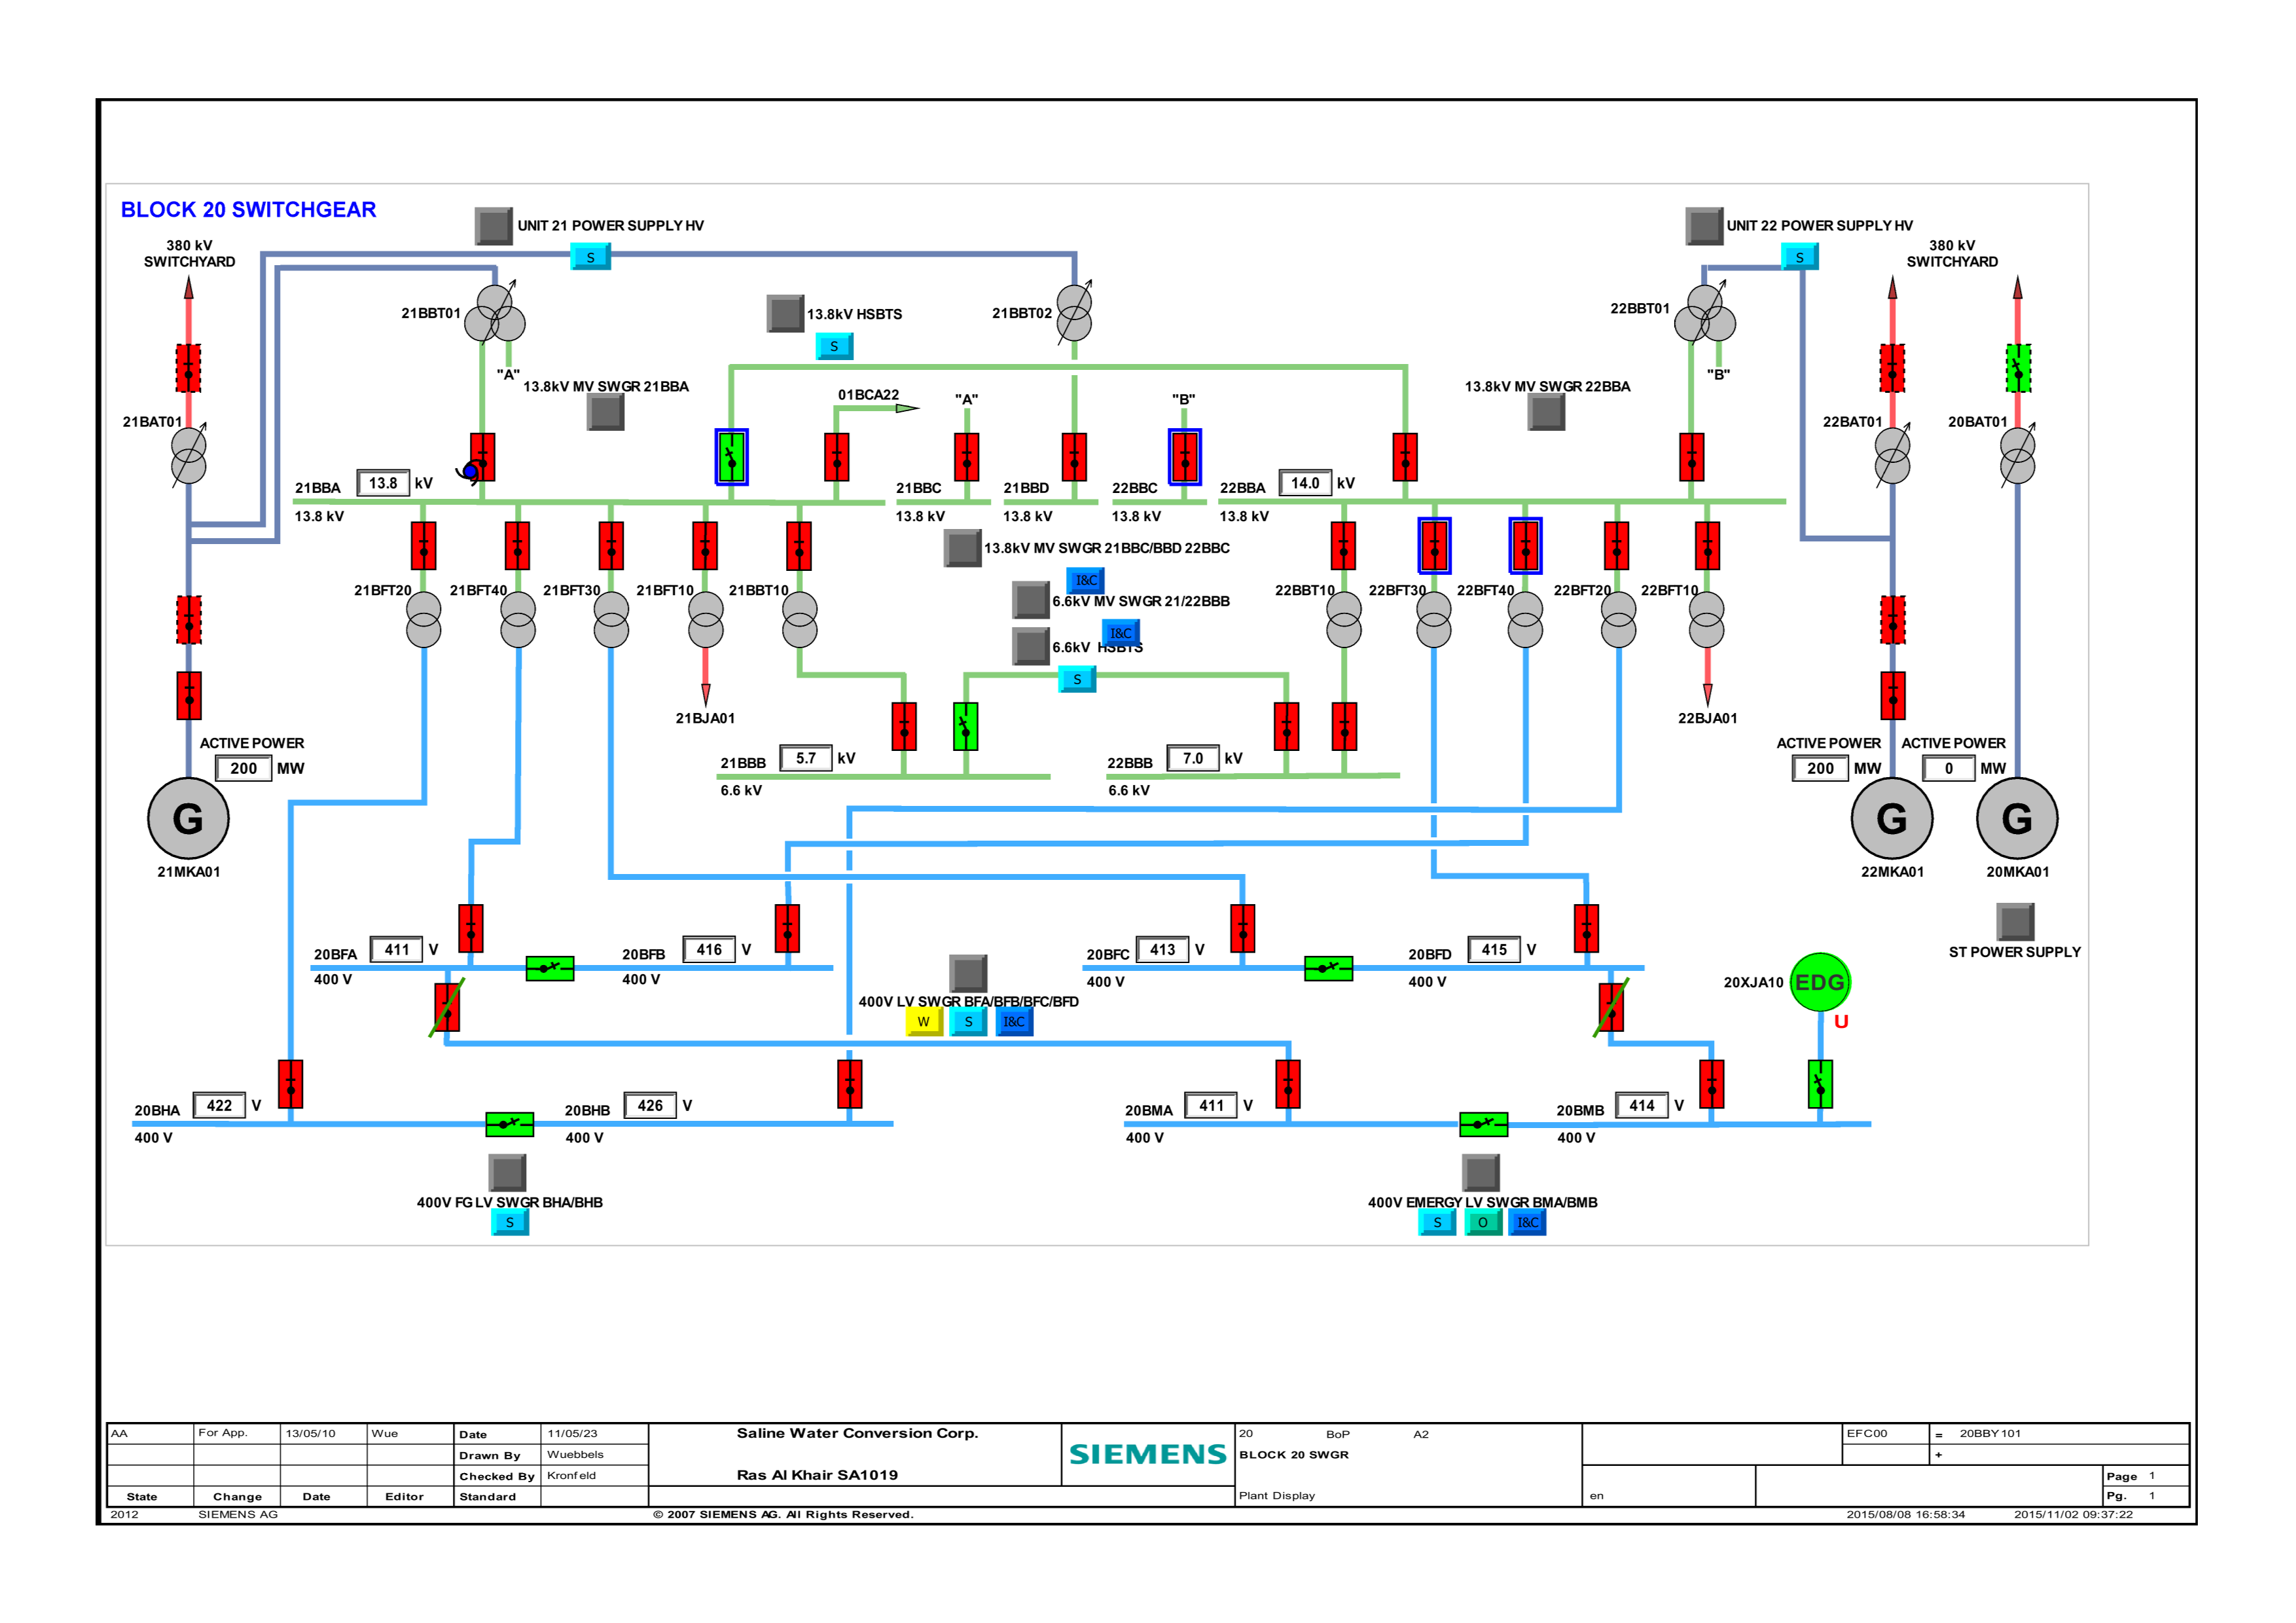 BLOCK 20 SWITCHGEAR
UNIT 21 POWER SUPPLY HV
UNIT 22 POWER SUPPLY HV
380 kV
SWITCHYARD
380 kV
SWITCHYARD
S
S
21BBT01
13.8kV HSBTS
21BBT02
22BBT01
S
"A"
13.8kV MV SWGR 21BBA
13.8kV MV SWGR 22BBA
"B"
01BCA22
"A"
"B"
21BAT01
22BAT01
20BAT01
21BBA
13.8
kV
13.8 kV
21BBC
13.8 kV
21BBD
13.8 kV
22BBC
13.8 kV
22BBA
14.0
kV
13.8 kV
13.8kV MV SWGR 21BBC/BBD 22BBC
I&C
6.6kV MV SWGR 21/22BBB
I&C
6.6kV HSBTS
S
21BFT20
21BFT40
21BFT30
21BFT10
21BBT10
22BBT10
22BFT30
22BFT40
22BFT20
22BFT10
21BJA01
22BJA01
ACTIVE POWER
200
MW
G
21MKA01
21BBB
5.7
kV
6.6 kV
22BBB
7.0
kV
6.6 kV
ACTIVE POWER
200
MW
G
22MKA01
ACTIVE POWER
0
MW
G
20MKA01
ST POWER SUPPLY
20BFA
411
V
400 V
20BFB
416
V
400 V
20BFC
413
V
400 V
20BFD
415
V
400 V
400V LV SWGR BFA/BFB/BFC/BFD
W
S
I&C
20XJA10
EDG
U
20BHA
422
V
400 V
20BHB
426
V
400 V
20BMA
411
V
400 V
20BMB
414
V
400 V
400V FG LV SWGR BHA/BHB
S
400V EMERGY LV SWGR BMA/BMB
S
O
I&C
AA
For App.
13/05/10
Wue
Date
11/05/23
Drawn By
Wuebbels
Checked By
Kronfeld
State
Change
Date
Editor
Standard
Saline Water Conversion Corp.
Ras Al Khair SA1019
SIEMENS
20
BoP
A2
BLOCK 20 SWGR
Plant Display
en
EFC00
=
20BBY101
+
Page 1
Pg. 1
2012
SIEMENS AG
© 2007 SIEMENS AG. All Rights Reserved.
2015/08/08 16:58:34
2015/11/02 09:37:22